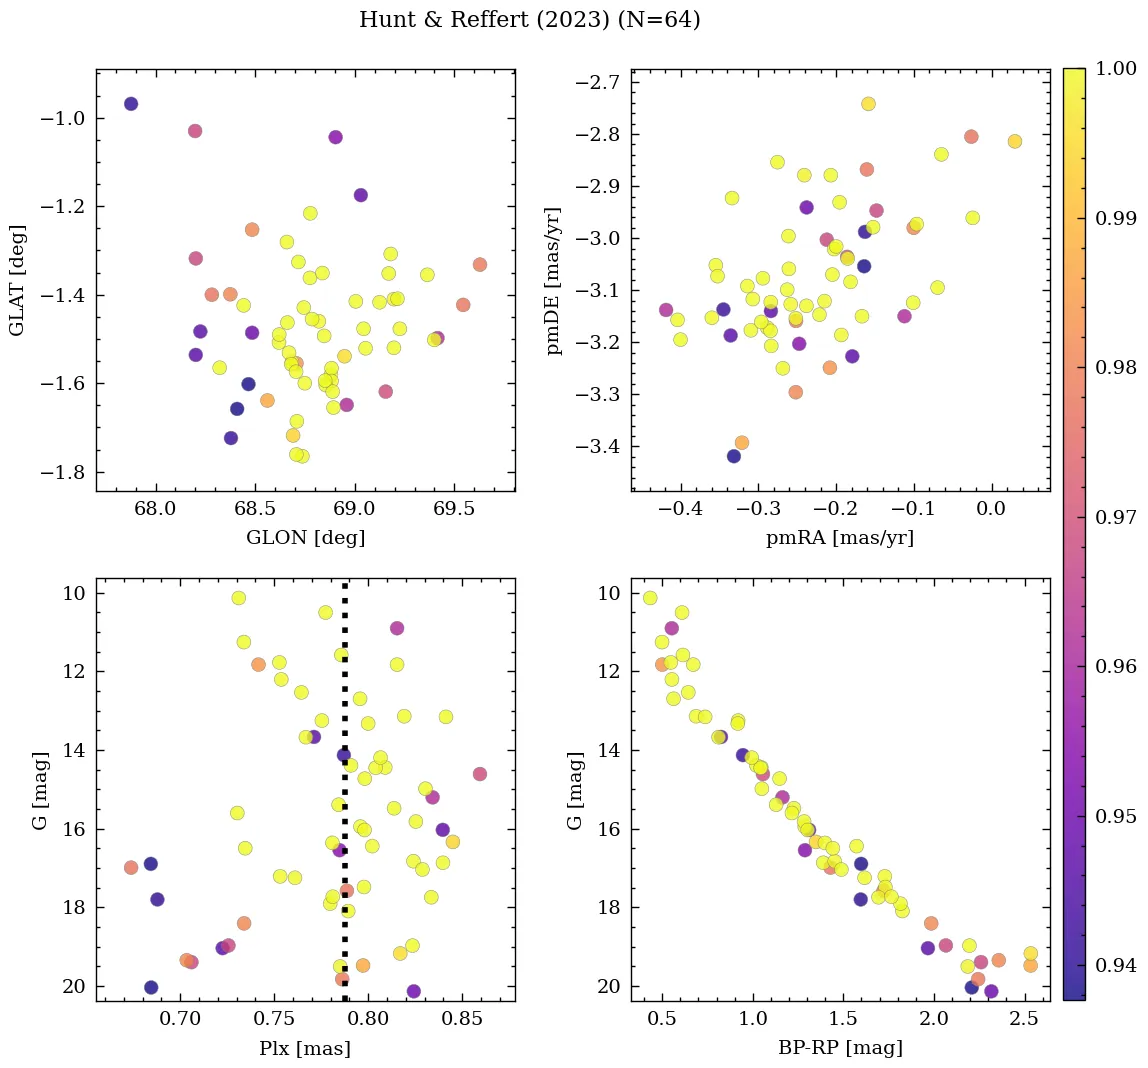 Hunt & Reffert (2023) (N=64)
−1.0
−1.2
−1.4
−1.6
−1.8
GLAT [deg]
68.0 68.5 69.0 69.5
GLON [deg]
−2.7
−2.8
−2.9
−3.0
−3.1
−3.2
−3.3
−3.4
pmDE [mas/yr]
−0.4 −0.3 −0.2 −0.1 0.0
pmRA [mas/yr]
10
12
14
16
18
20
G [mag]
0.70 0.75 0.80 0.85
Plx [mas]
10
12
14
16
18
20
G [mag]
0.5 1.0 1.5 2.0 2.5
BP-RP [mag]
1.00
0.99
0.98
0.97
0.96
0.95
0.94